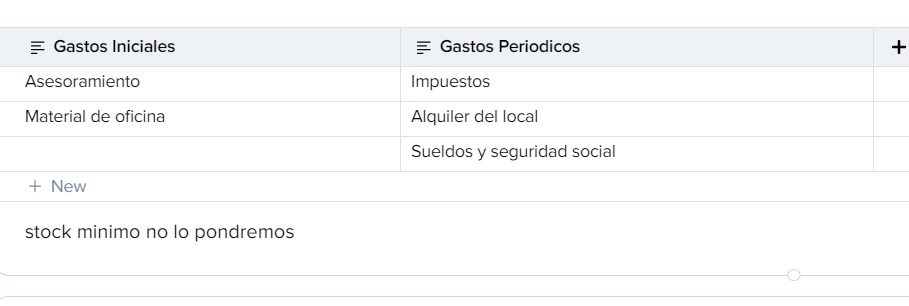 Gastos Iniciales Gastos Periodicos
Asesoramiento Impuestos
Material de oficina Alquiler del local
Sueldos y seguridad social
+ New
stock minimo no lo pondremos